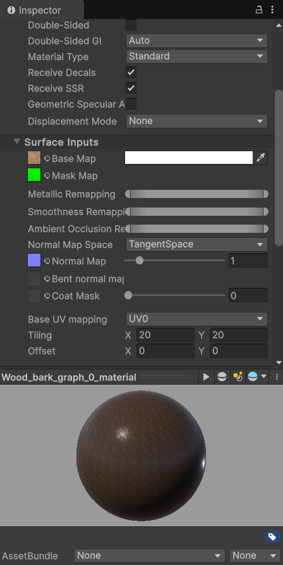 Inspector
Double-Sided
Double-Sided GI Auto
Material Type Standard
Receive Decals
Receive SSR
Geometric Specular A
Displacement Mode None
Surface Inputs
Base Map
Mask Map
Metallic Remapping
Smoothness Remappi
Ambient Occlusion Re
Normal Map Space TangentSpace
Normal Map 1
Bent normal ma
Coat Mask 0
Base UV mapping UV0
Tiling X 20 Y 20
Offset X 0 Y 0
Wood_bark_graph_0_material
AssetBundle None None